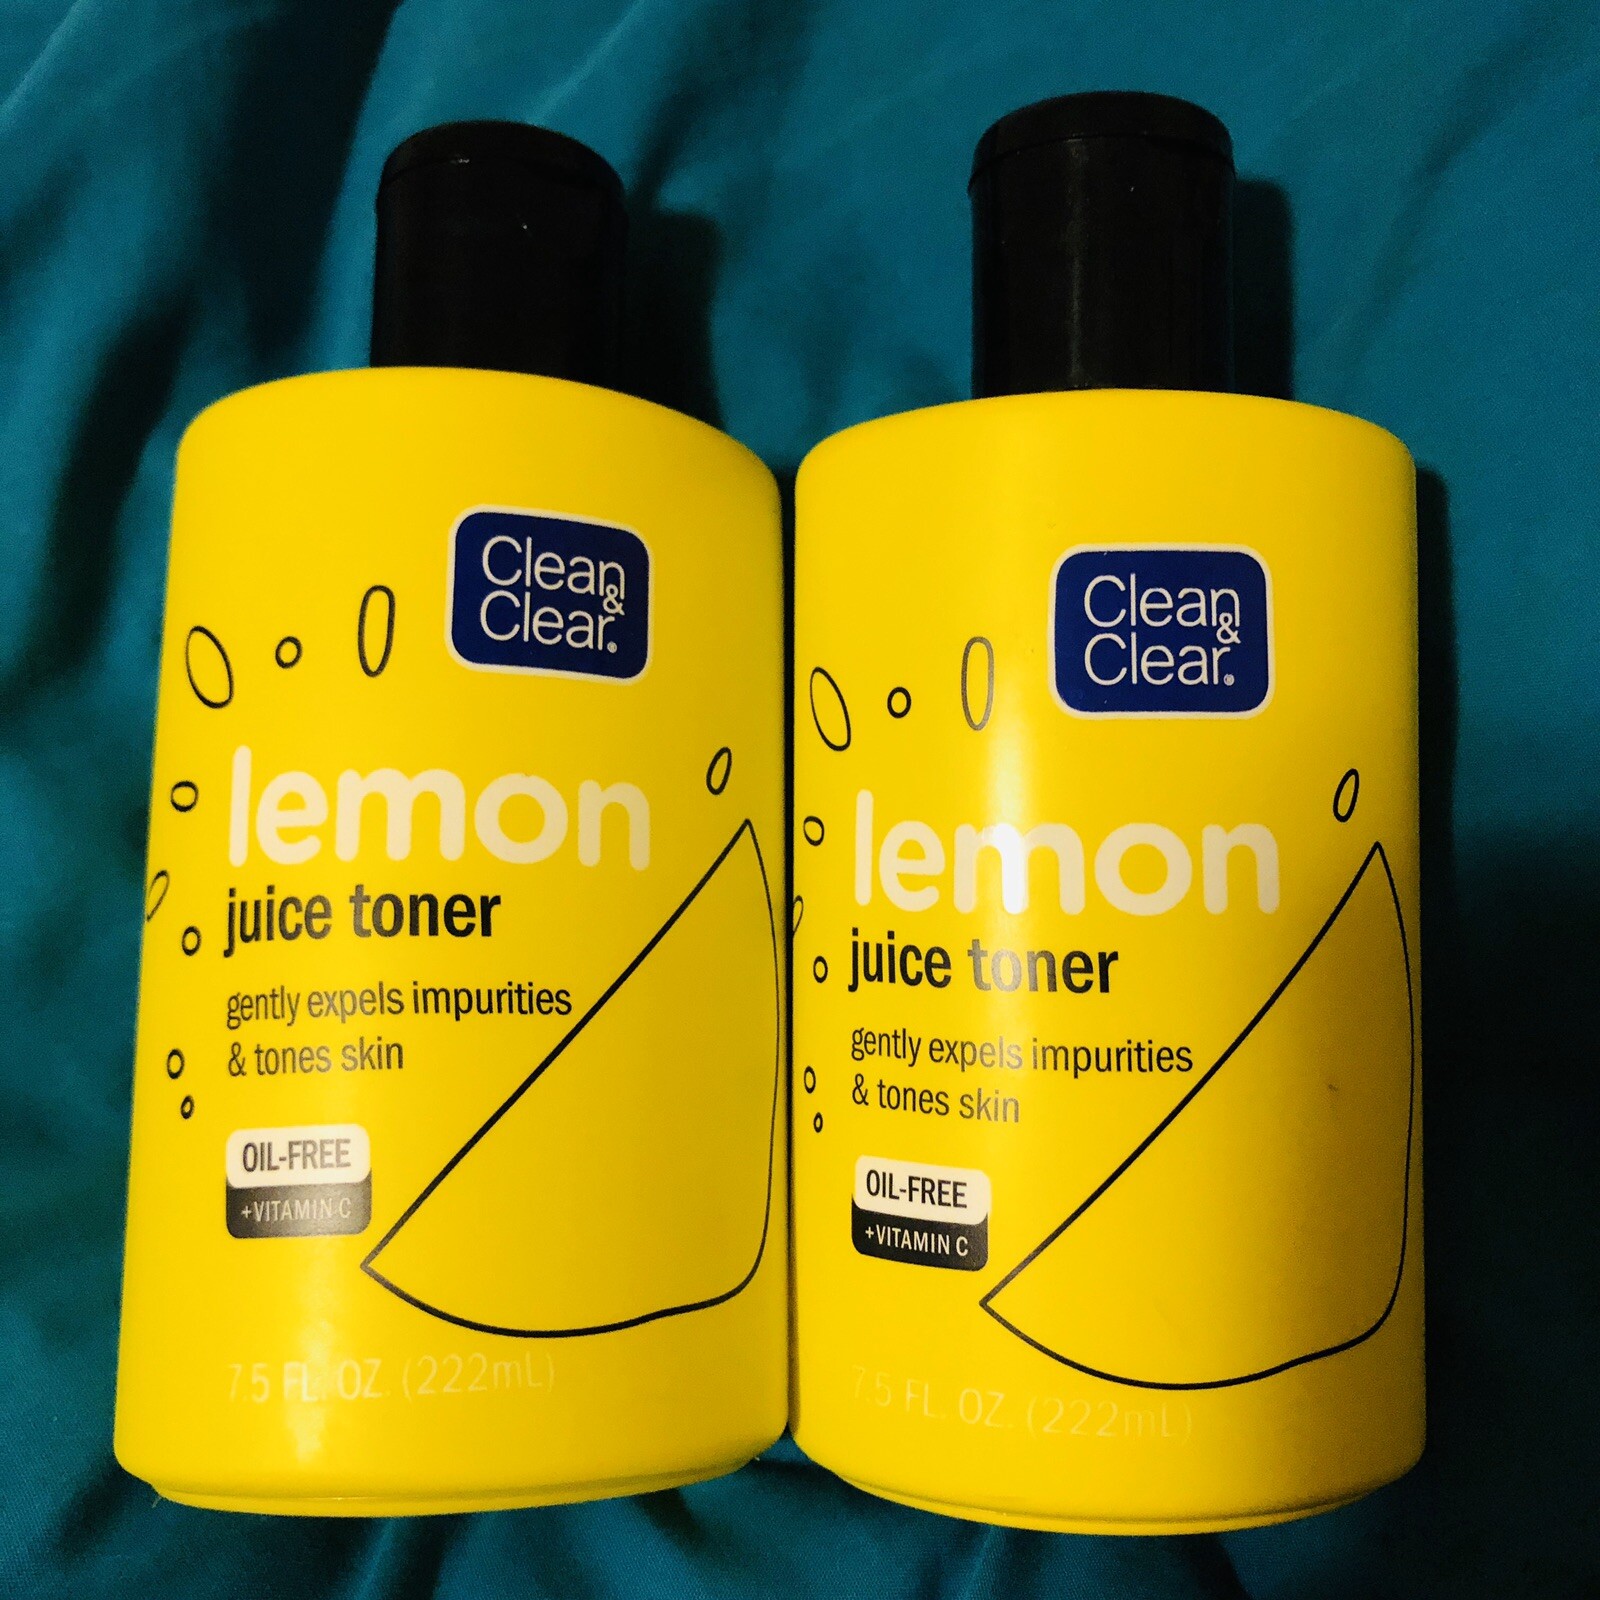 Clean
&
Clear®
lemon
juice toner
gently expels impurities
& tones skin
OIL-FREE
+VITAMIN C
7.5 FL. OZ. (222mL)
Clean
&
Clear®
lemon
juice toner
gently expels impurities
& tones skin
OIL-FREE
+VITAMIN C
7.5 FL. OZ. (222mL)